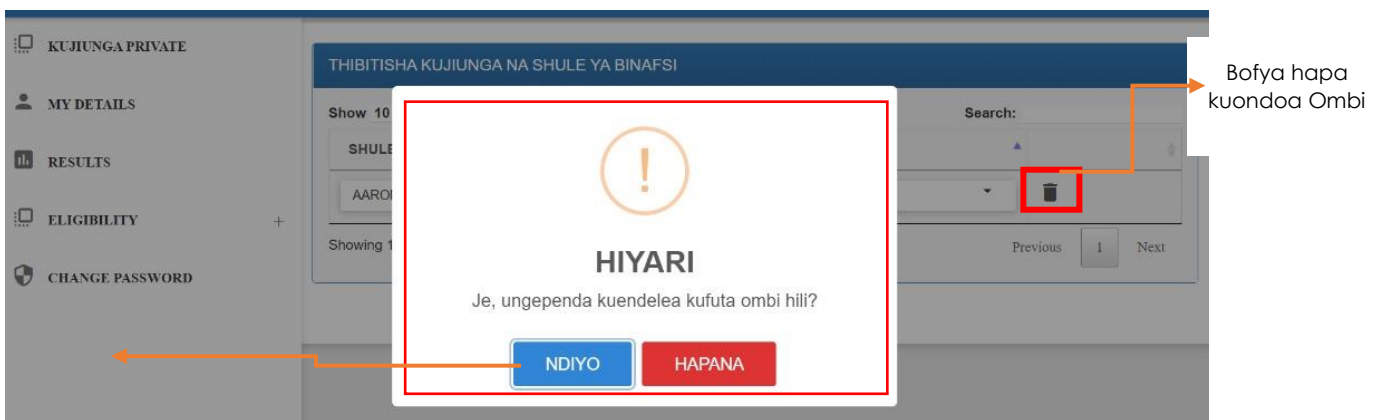 KUJIUNGA PRIVATE
MY DETAILS
RESULTS
ELIGIBILITY +
CHANGE PASSWORD
THIBITISHA KUJIUNGA NA SHULE YA BINAFSI
Show 10
Search:
SHULE
Showing 1
Previous 1 Next
!
HIYARI
Je, ungependa kuendelea kufuta ombi hili?
NDIYO HAPANA
Bofya hapa
kuondoa Ombi